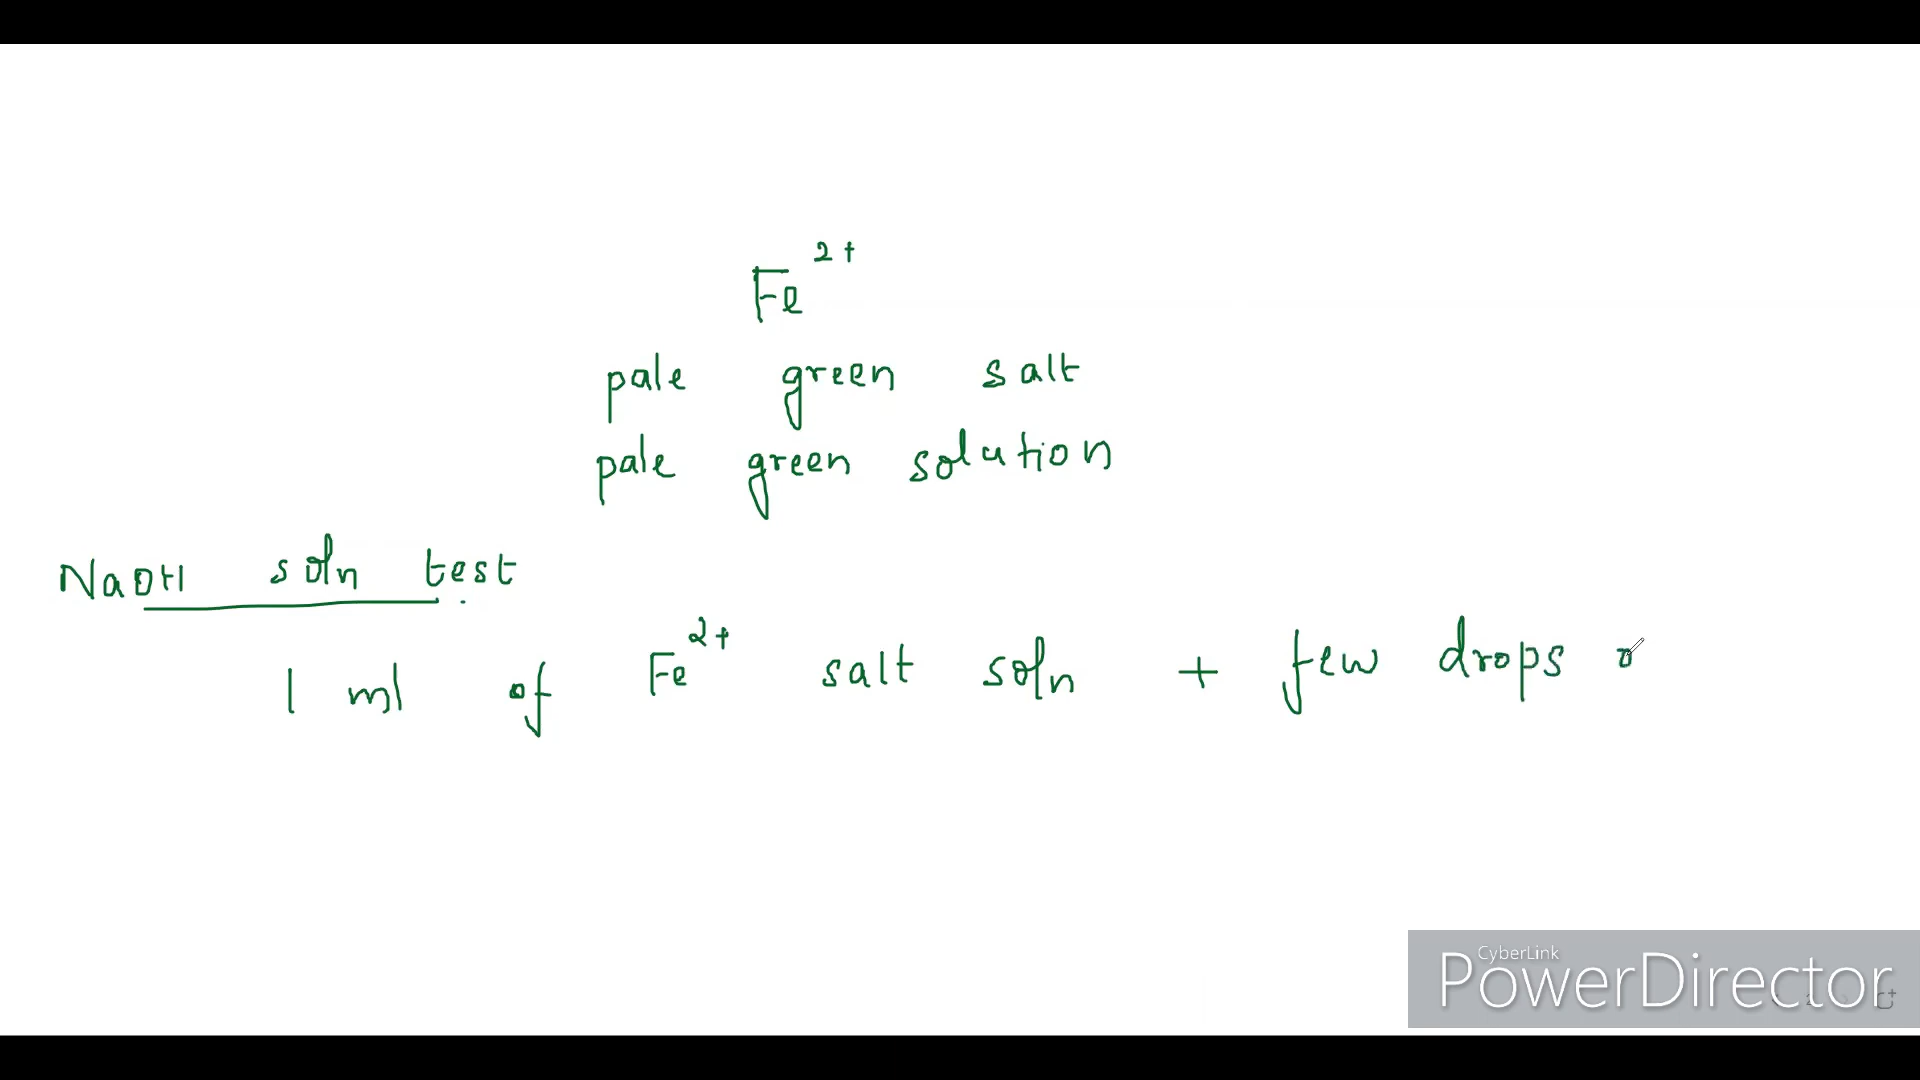 Fe2+
pale green salt
pale green solution
NaOH soln test
1 ml of Fe2+ salt soln + few drops o
CyberLink
PowerDirector